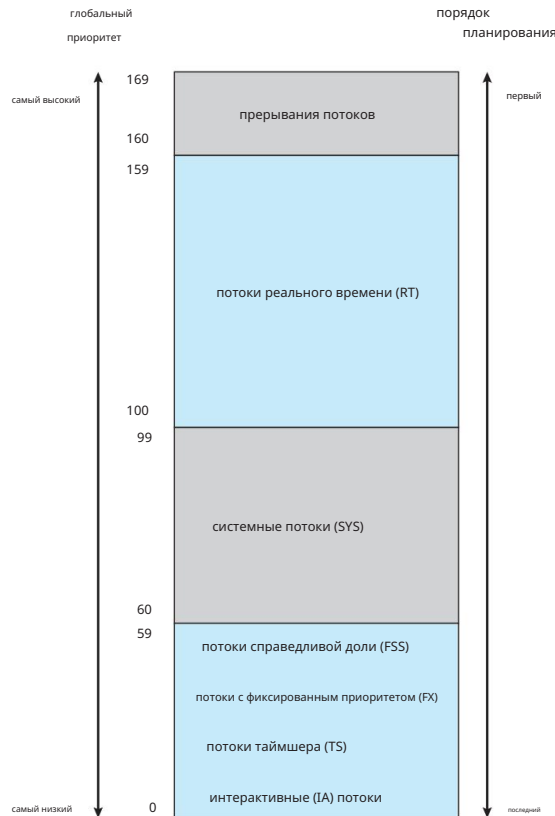 глобальный
приоритет
порядок
планирования
169
самый высокий
первый
прерывания потоков
160
159
потоки реального времени (RT)
100
99
системные потоки (SYS)
60
59
потоки справедливой доли (FSS)
потоки с фиксированным приоритетом (FX)
потоки таймшера (TS)
интерактивные (IA) потоки
самый низкий
0
последний